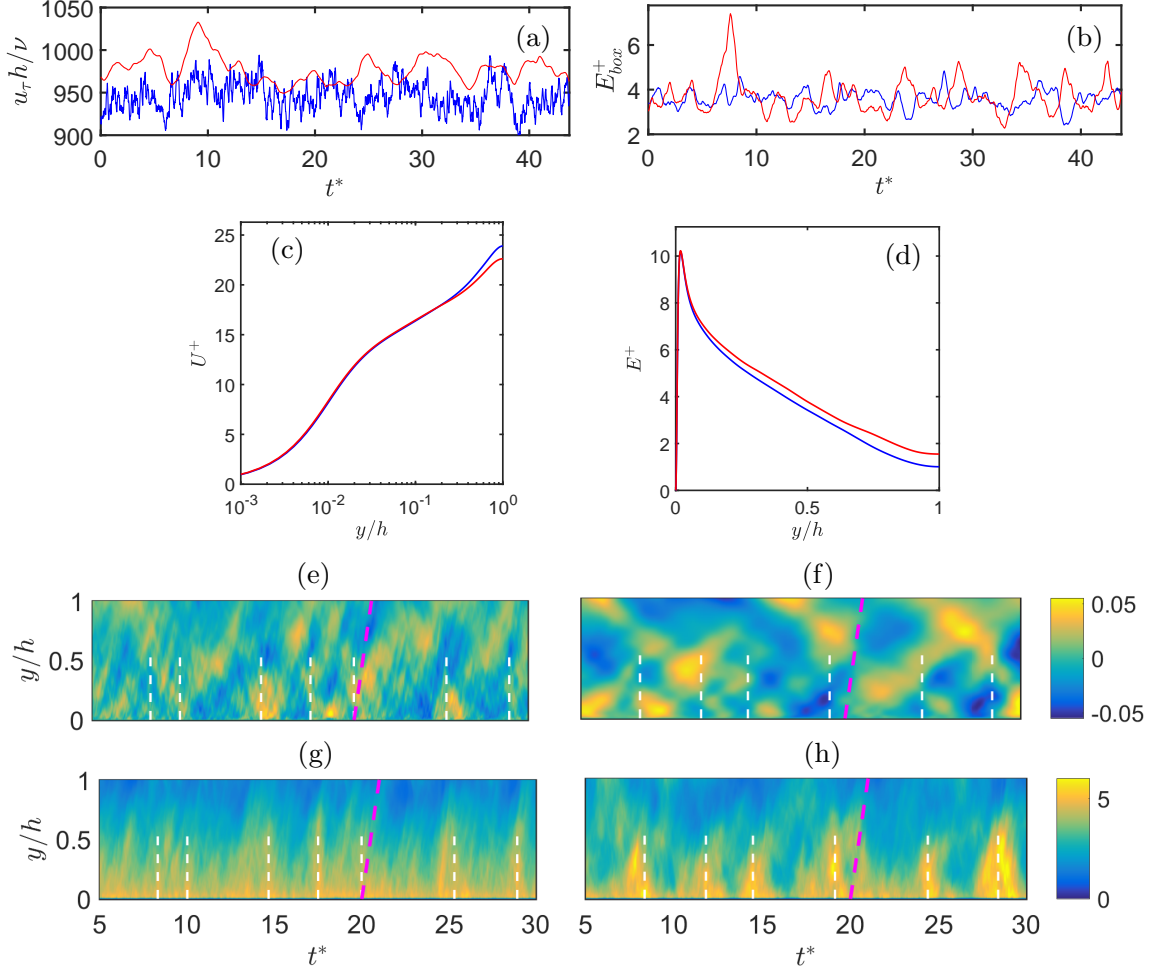 (a)
u_τ h/ν
1050
1000
950
900
0 10 20 30 40
t*
(b)
E^+_box
6
4
2
0 10 20 30 40
t*
(c)
U^+
25
20
15
10
5
0
10^-3 10^-2 10^-1 10^0
y/h
(d)
E^+
10
8
6
4
2
0
0 0.5 1
y/h
(e)
y/h
1
0.5
0
(f)
0.05
0
-0.05
(g)
y/h
1
0.5
0
5 10 15 20 25 30
t*
(h)
5 10 15 20 25 30
t*
5
0